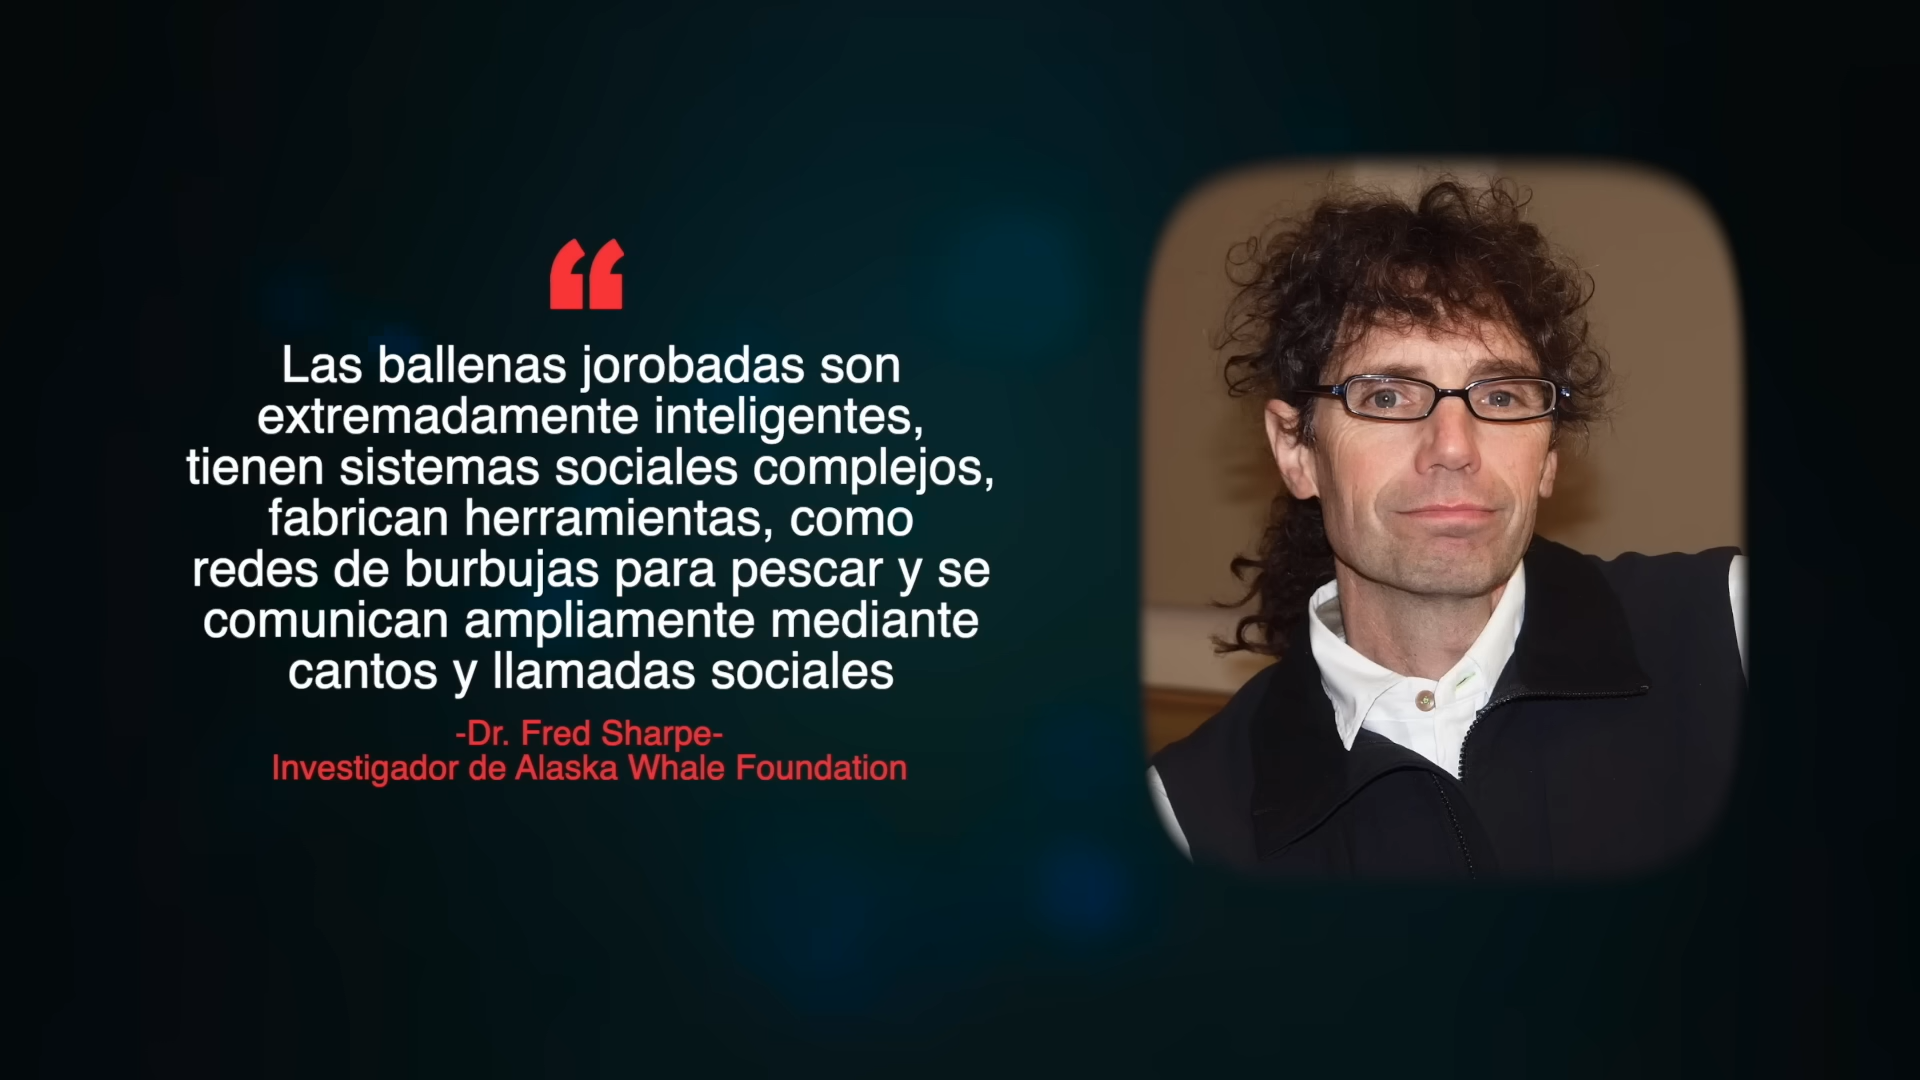 “
Las ballenas jorobadas son
extremadamente inteligentes,
tienen sistemas sociales complejos,
fabrican herramientas, como
redes de burbujas para pescar y se
comunican ampliamente mediante
cantos y llamadas sociales
-Dr. Fred Sharpe-
Investigador de Alaska Whale Foundation